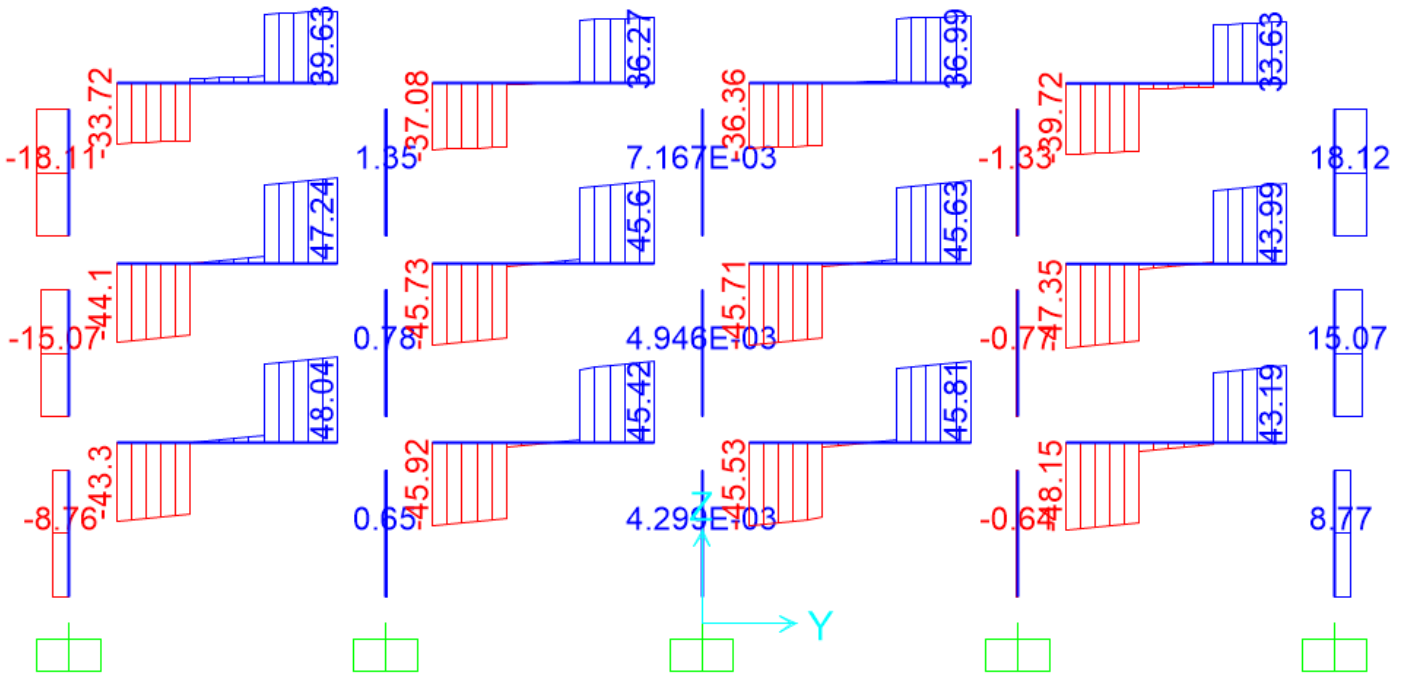 -33.72 39.63 -37.08 36.27 -36.36 36.99 -39.72 33.63
-18.11 1.35 7.167E-03 -1.33 18.12
-44.1 47.24 -45.73 45.6 -45.71 45.63 -47.35 43.99
-15.07 0.78 4.946E-03 -0.77 15.07
-43.3 48.04 -45.92 45.42 -45.53 45.81 -48.15 43.19
-8.76 0.65 4.299E-03 -0.64 8.77
Z
Y